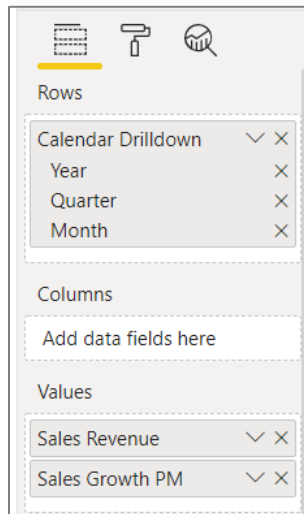 Rows
Calendar Drilldown
Year
Quarter
Month
Columns
Add data fields here
Values
Sales Revenue
Sales Growth PM